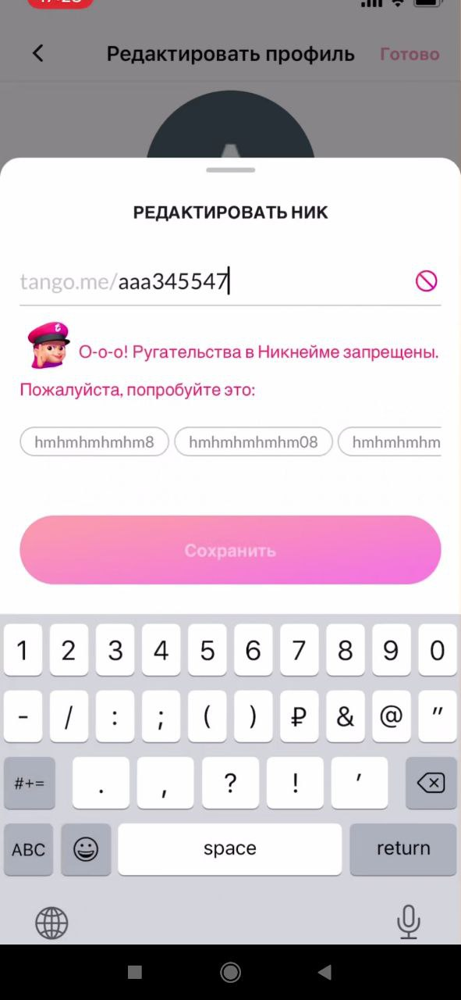 Редактировать профиль Готово
РЕДАКТИРОВАТЬ НИК
tango.me/aaa345547
О-о-о! Ругательства в Никнейме запрещены.
Пожалуйста, попробуйте это:
hmhmhmhmhm8 hmhmhmhmhm08 hmhmhmhm
Сохранить
1 2 3 4 5 6 7 8 9 0
- / : ; ( ) ₽ & @ "
#+= . , ? ! '
ABC space return